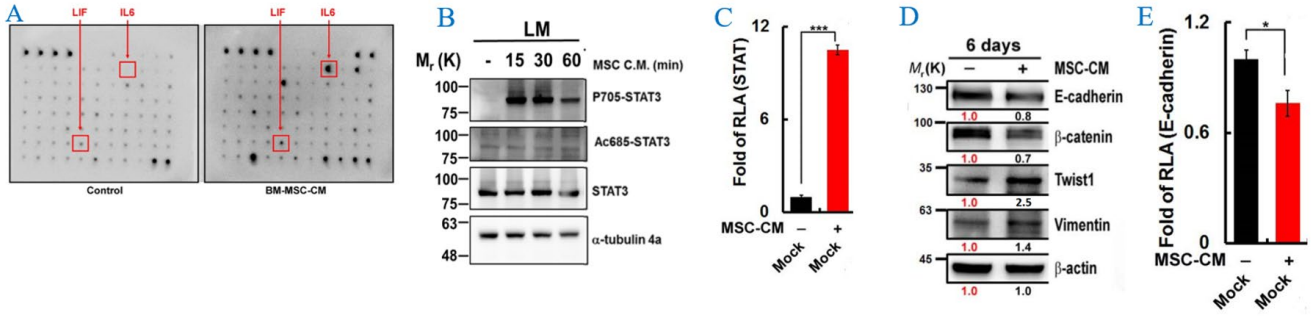 A
LIF IL6 LIF IL6
Control BM-MSC-CM
B
LM
Mr (K) - 15 30 60 MSC C.M. (min)
100 P705-STAT3
75
100 Ac685-STAT3
75
100 STAT3
75
63 α-tubulin 4a
48
C
Fold of RLA (STAT)
12
***
6
0
MSC-CM – +
Mock Mock
D
6 days
Mr (K) – + MSC-CM
130 E-cadherin
1.0 0.8
100 β-catenin
1.0 0.7
35 Twist1
1.0 2.5
63 Vimentin
1.0 1.4
45 β-actin
1.0 1.0
E
Fold of RLA (E-cadherin)
1.2
*
0.6
0
MSC-CM – +
Mock Mock